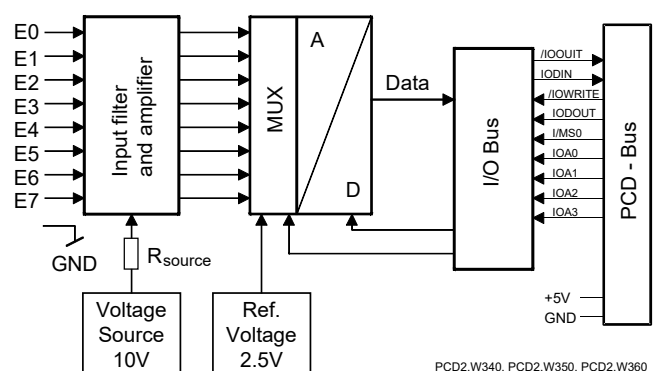 E0
E1
E2
E3
E4
E5
E6
E7
GND
Input filter
and amplifier
Rsource
Voltage
Source
10V
MUX
A
D
Ref.
Voltage
2.5V
Data
I/O Bus
/IOOUIT
IODIN
/IOWRITE
IODOUT
I/MS0
IOA0
IOA1
IOA2
IOA3
+5V
GND
PCD - Bus
PCD2.W340, PCD2.W350, PCD2.W360